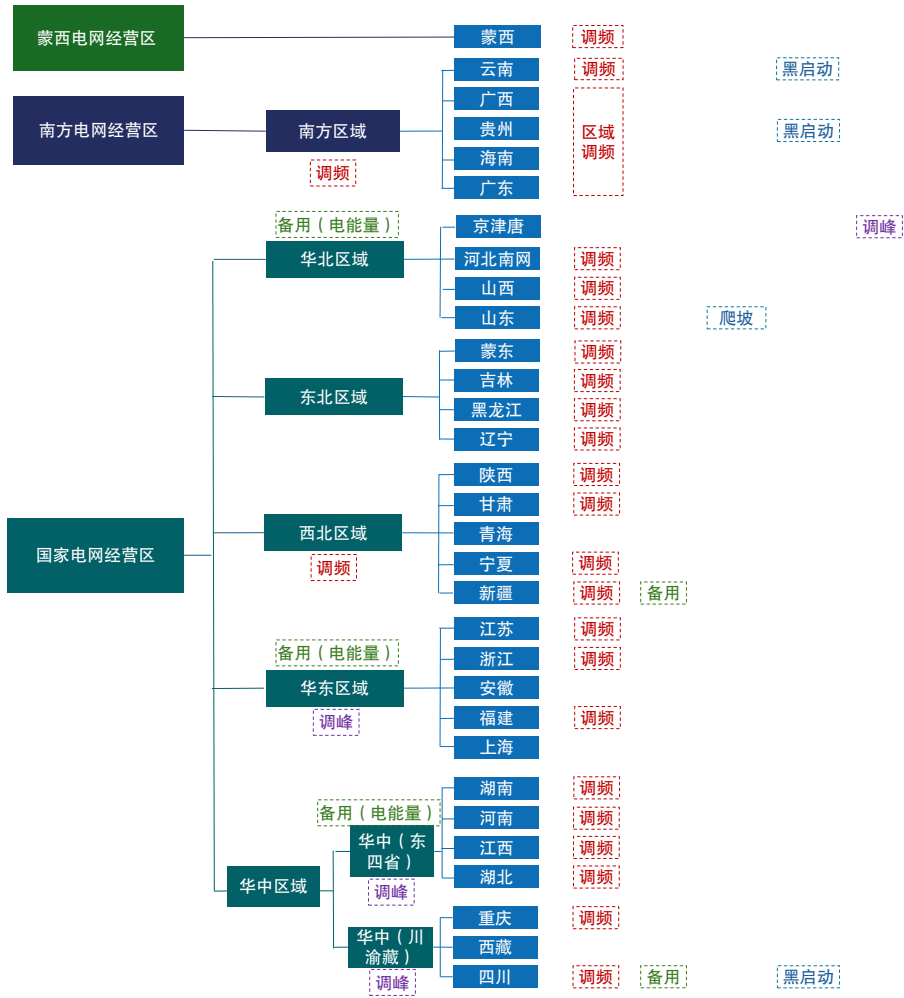 蒙西电网经营区
蒙西
调频
云南
调频
黑启动
广西
南方电网经营区
南方区域
贵州
区域
调频
黑启动
海南
调频
广东
备用（电能量）
京津唐
调峰
华北区域
河北南网
调频
山西
调频
山东
调频
爬坡
蒙东
调频
吉林
调频
东北区域
黑龙江
调频
辽宁
调频
陕西
调频
甘肃
调频
西北区域
青海
国家电网经营区
调频
宁夏
调频
新疆
调频
备用
江苏
调频
备用（电能量）
浙江
调频
华东区域
安徽
调峰
福建
调频
上海
湖南
调频
备用（电能量）
河南
调频
华中（东
四省）
江西
调频
华中区域
调峰
湖北
调频
重庆
调频
华中（川
渝藏）
西藏
调峰
四川
调频
备用
黑启动